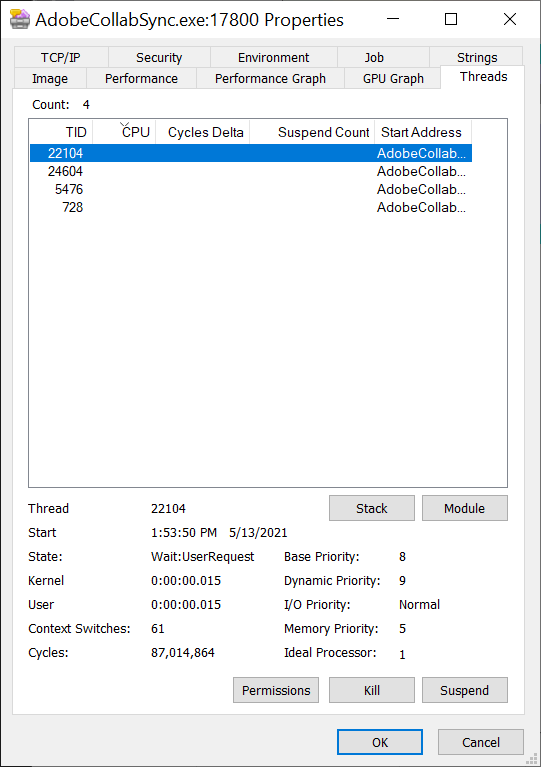 AdobeCollabSync.exe:17800 Properties
TCP/IP Security Environment Job Strings
Image Performance Performance Graph GPU Graph Threads
Count: 4
TID CPU Cycles Delta Suspend Count Start Address
22104 AdobeCollab...
24604 AdobeCollab...
5476 AdobeCollab...
728 AdobeCollab...
Thread 22104 Stack Module
Start 1:53:50 PM 5/13/2021
State: Wait:UserRequest Base Priority: 8
Kernel 0:00:00.015 Dynamic Priority: 9
User 0:00:00.015 I/O Priority: Normal
Context Switches: 61 Memory Priority: 5
Cycles: 87,014,864 Ideal Processor: 1
Permissions Kill Suspend
OK Cancel